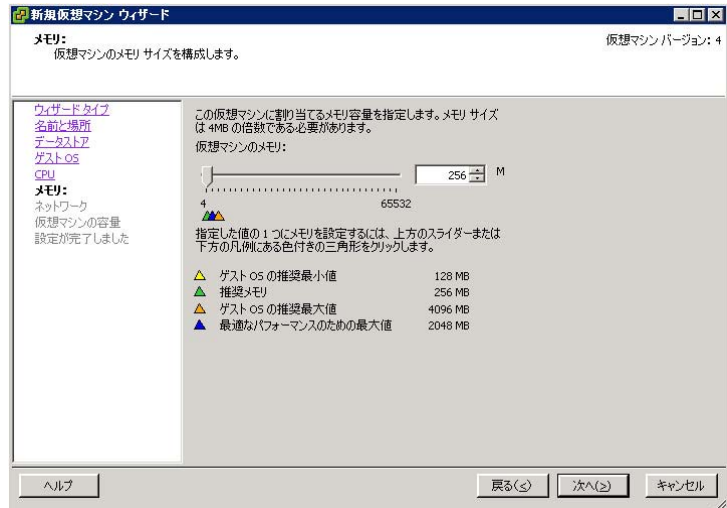 新規仮想マシン ウィザード
メモリ:
仮想マシンのメモリ サイズを構成します。
仮想マシン バージョン: 4
ウィザード タイプ
名前と場所
データストア
ゲスト OS
CPU
メモリ:
ネットワーク
仮想マシンの容量
設定が完了しました
この仮想マシンに割り当てるメモリ容量を指定します。メモリ サイズ
は 4MB の倍数である必要があります。
仮想マシンのメモリ:
256 M
4 65532
指定した値の 1 つにメモリを設定するには、上方のスライダーまたは
下方の凡例にある色付きの三角形をクリックします。
ゲスト OS の推奨最小値 128 MB
推奨メモリ 256 MB
ゲスト OS の推奨最大値 4096 MB
最適なパフォーマンスのための最大値 2048 MB
ヘルプ
戻る(≤)
次へ(≥)
キャンセル